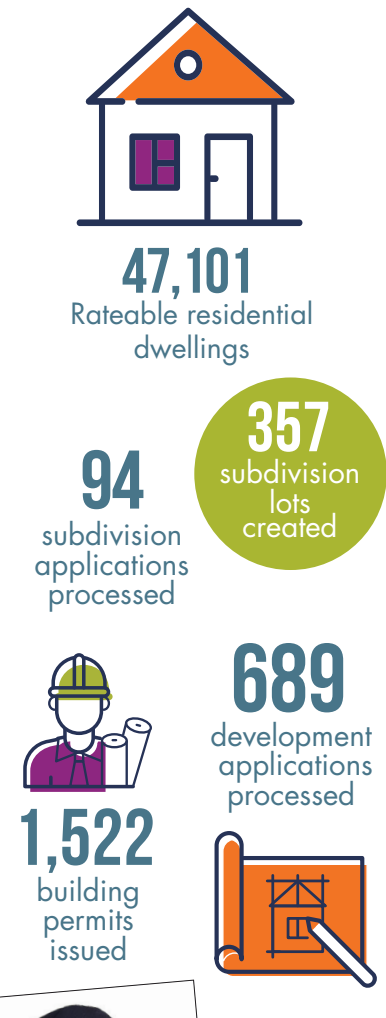 47,101
Rateable residential
dwellings
357
subdivision
lots
created
94
subdivision
applications
processed
689
development
applications
processed
1,522
building
permits
issued